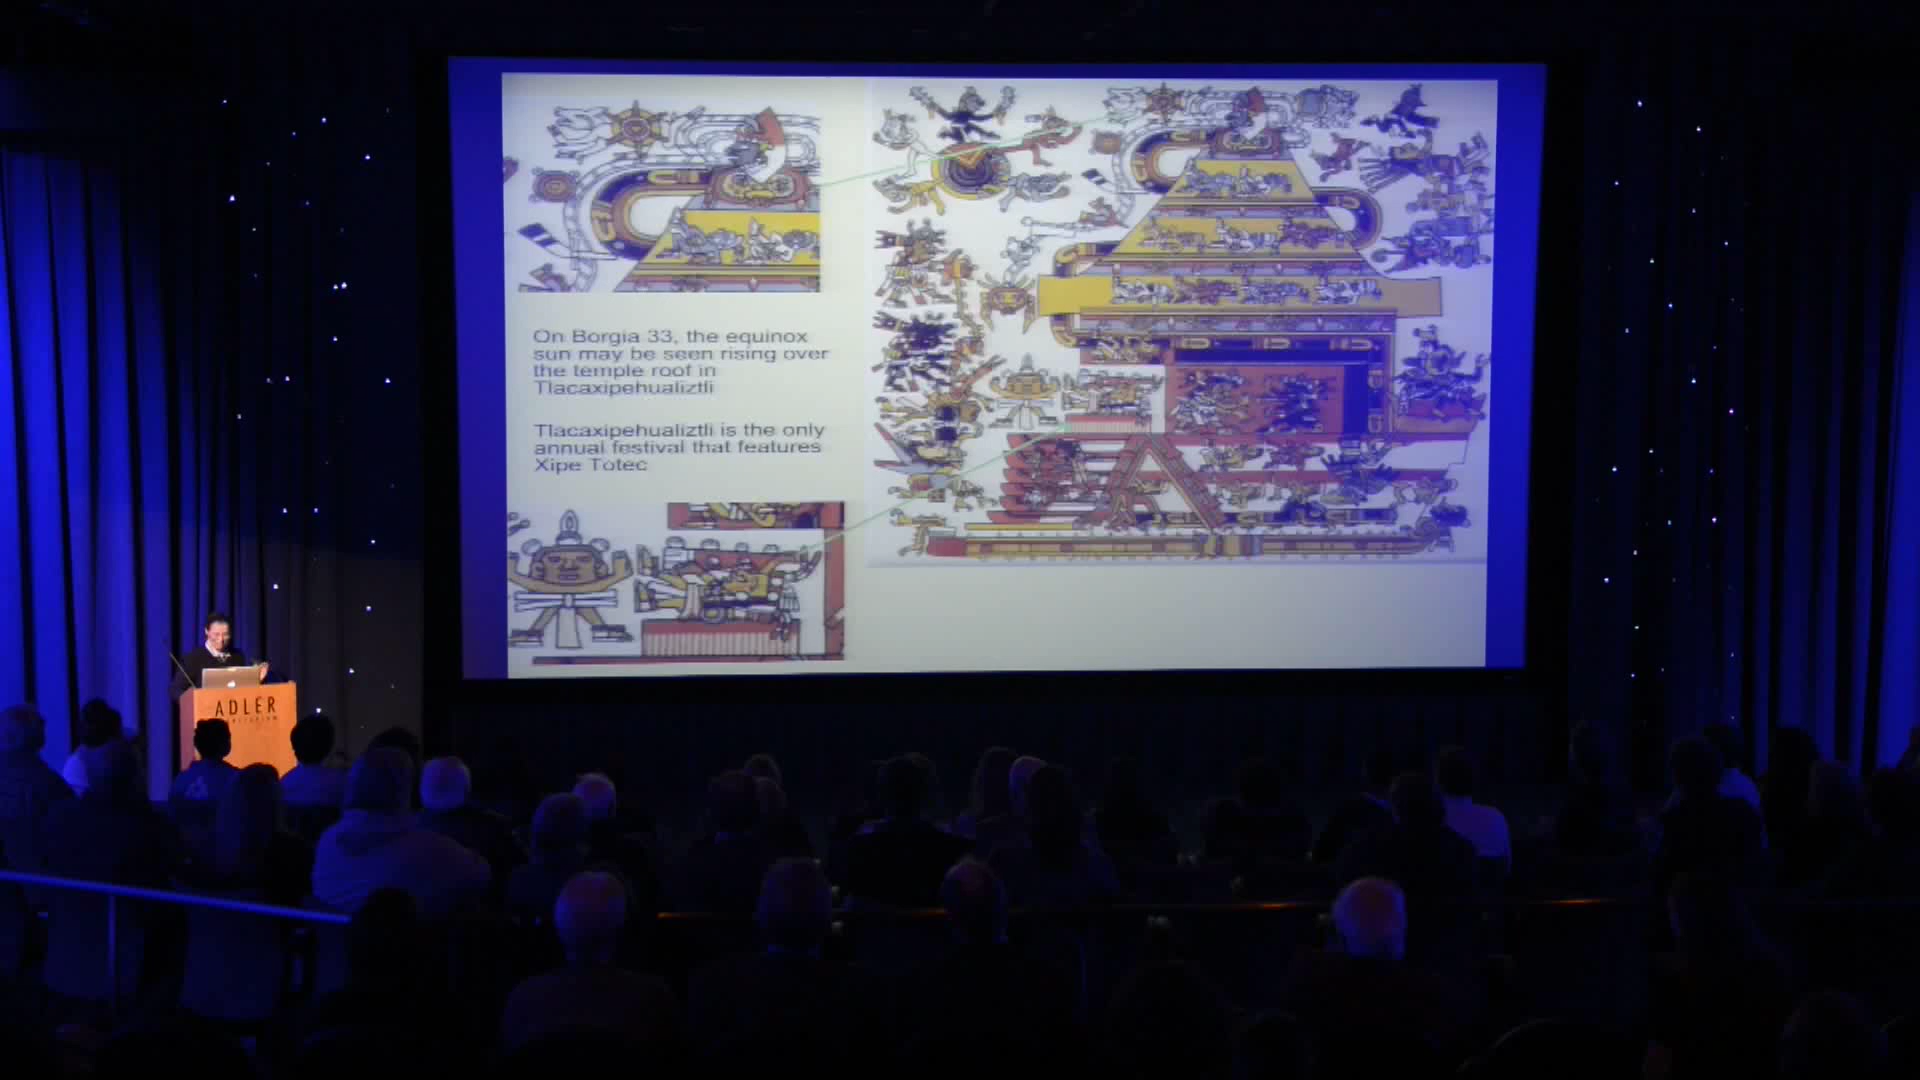 On Borgia 33, the equinox
sun may be seen rising over
the temple roof in
Tlacaxipehualiztli
Tlacaxipehualiztli is the only
annual festival that features
Xipe Totec
ADLER
PLANETARIUM